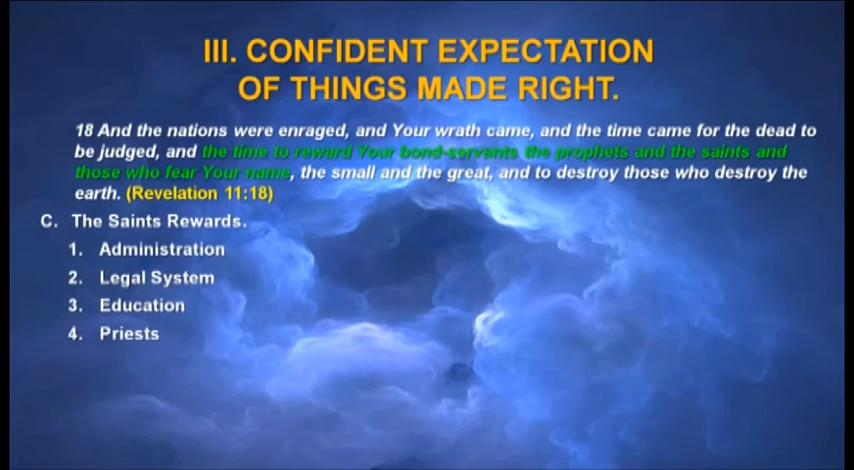 III. CONFIDENT EXPECTATION
OF THINGS MADE RIGHT.
18 And the nations were enraged, and Your wrath came, and the time came for the dead to
be judged, and the time to reward Your bond-servants the prophets and the saints and
those who fear Your name, the small and the great, and to destroy those who destroy the
earth. (Revelation 11:18)
C. The Saints Rewards.
1. Administration
2. Legal System
3. Education
4. Priests